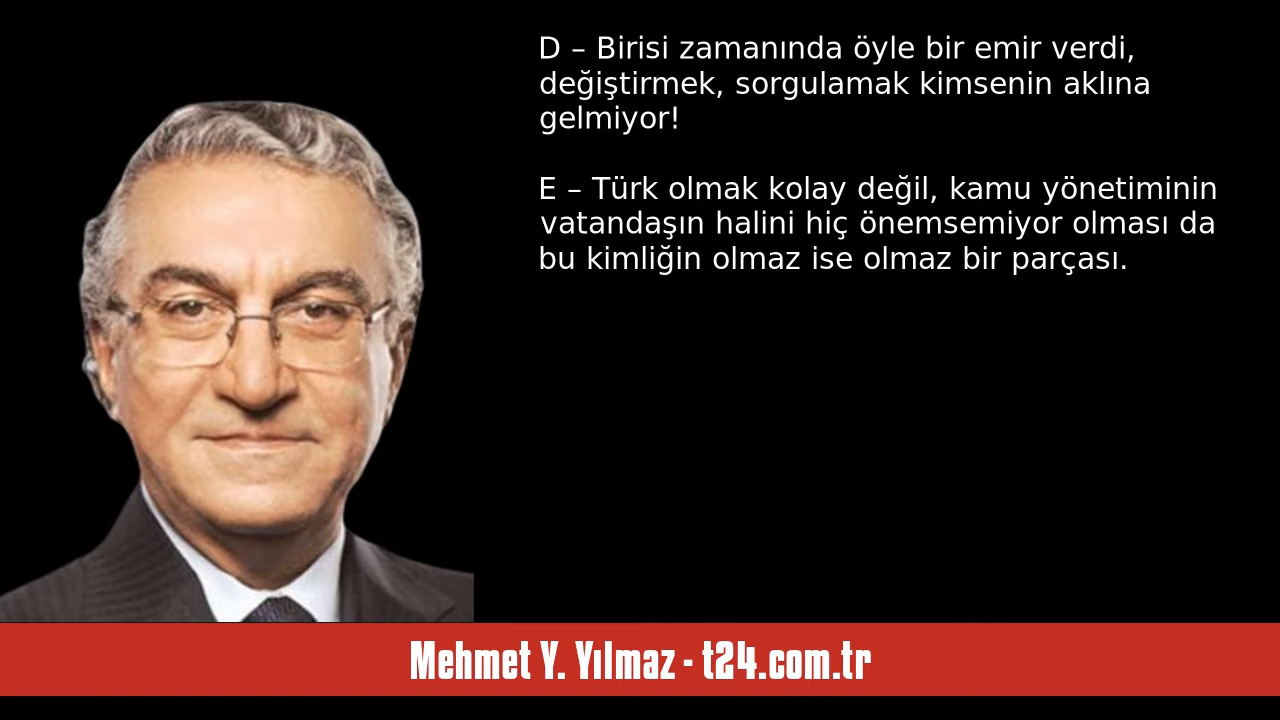 D – Birisi zamanında öyle bir emir verdi,
değiştirmek, sorgulamak kimsenin aklına
gelmiyor!
E – Türk olmak kolay değil, kamu yönetiminin
vatandaşın halini hiç önemsemiyor olması da
bu kimliğin olmaz ise olmaz bir parçası.
Mehmet Y. Yılmaz - t24.com.tr